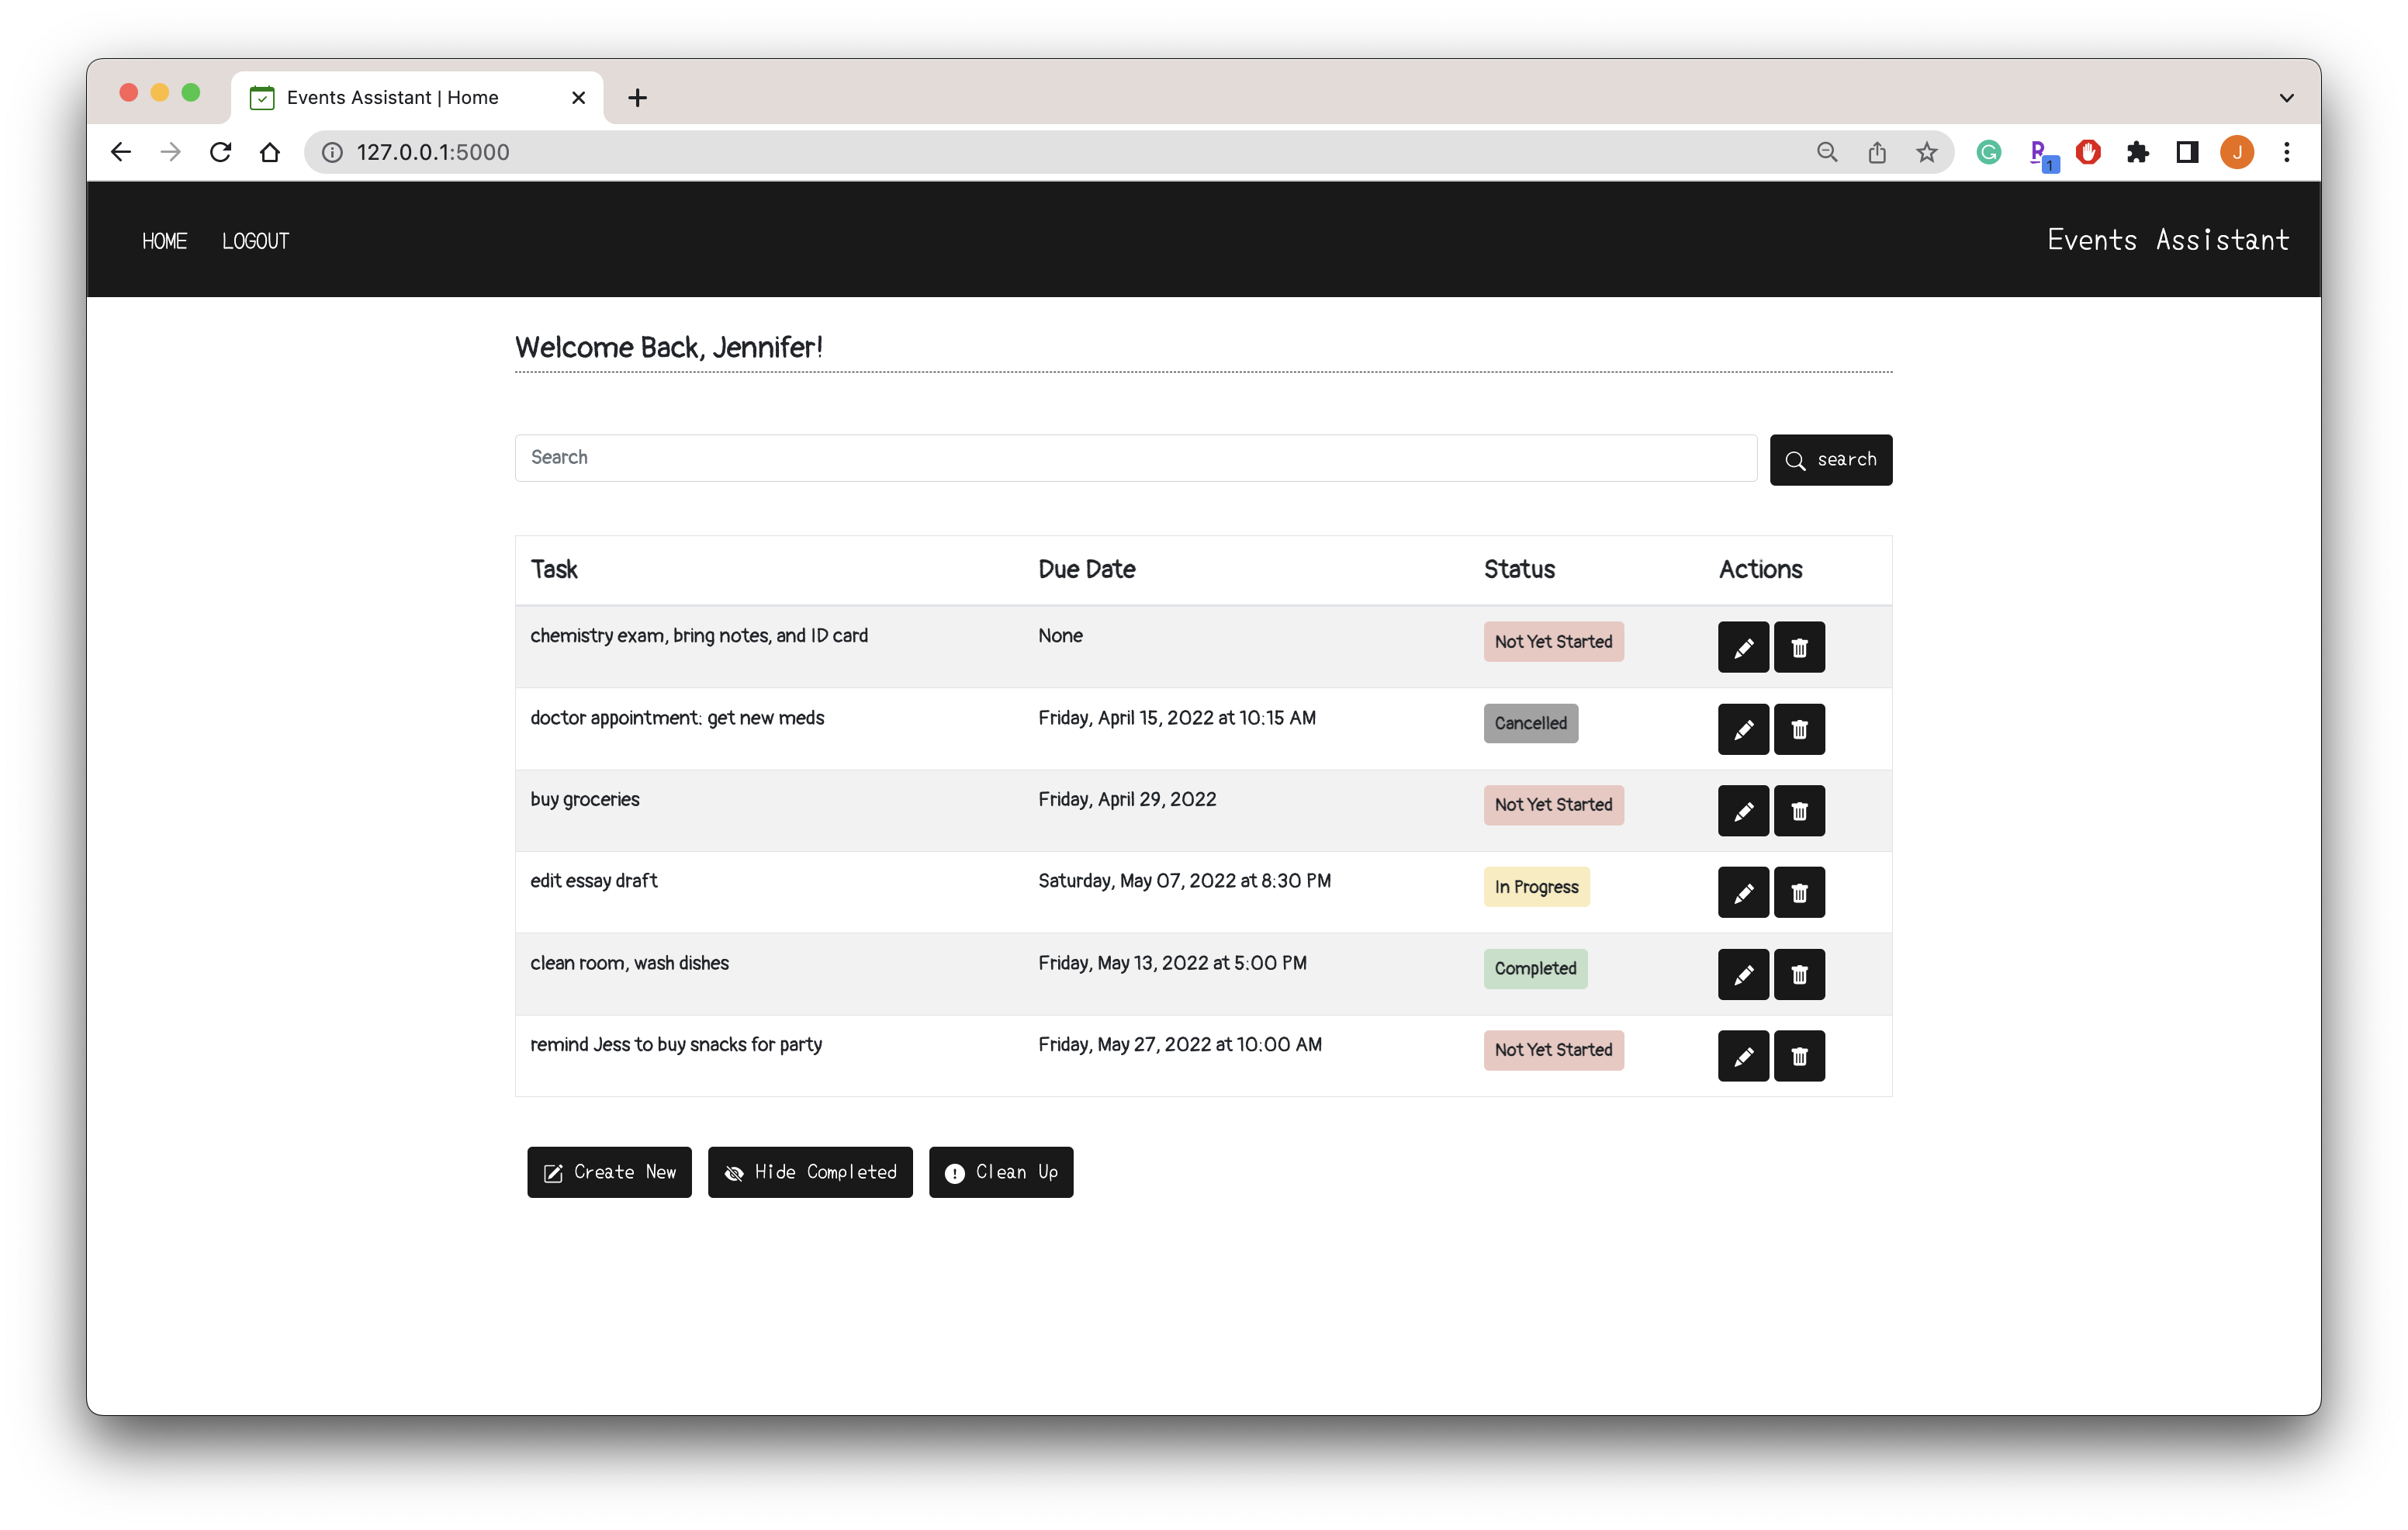 Events Assistant | Home
127.0.0.1:5000
1
J
HOME LOGOUT Events Assistant
Welcome Back, Jennifer!
Search search
Task Due Date Status Actions
chemistry exam, bring notes, and ID card None Not Yet Started
doctor appointment: get new meds Friday, April 15, 2022 at 10:15 AM Cancelled
buy groceries Friday, April 29, 2022 Not Yet Started
edit essay draft Saturday, May 07, 2022 at 8:30 PM In Progress
clean room, wash dishes Friday, May 13, 2022 at 5:00 PM Completed
remind Jess to buy snacks for party Friday, May 27, 2022 at 10:00 AM Not Yet Started
Create New Hide Completed Clean Up